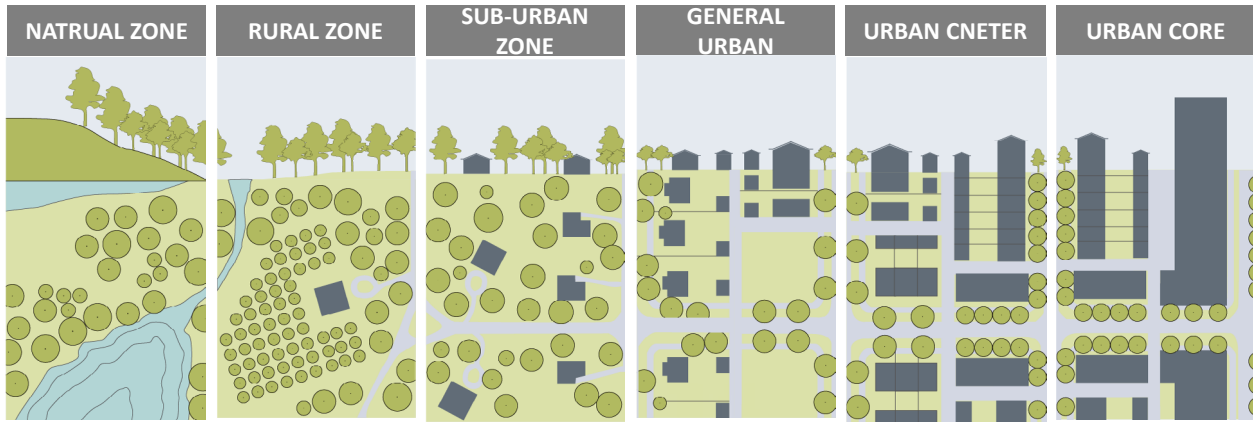 NATRUAL ZONE
RURAL ZONE
SUB-URBAN
ZONE
GENERAL
URBAN
URBAN CNETER
URBAN CORE